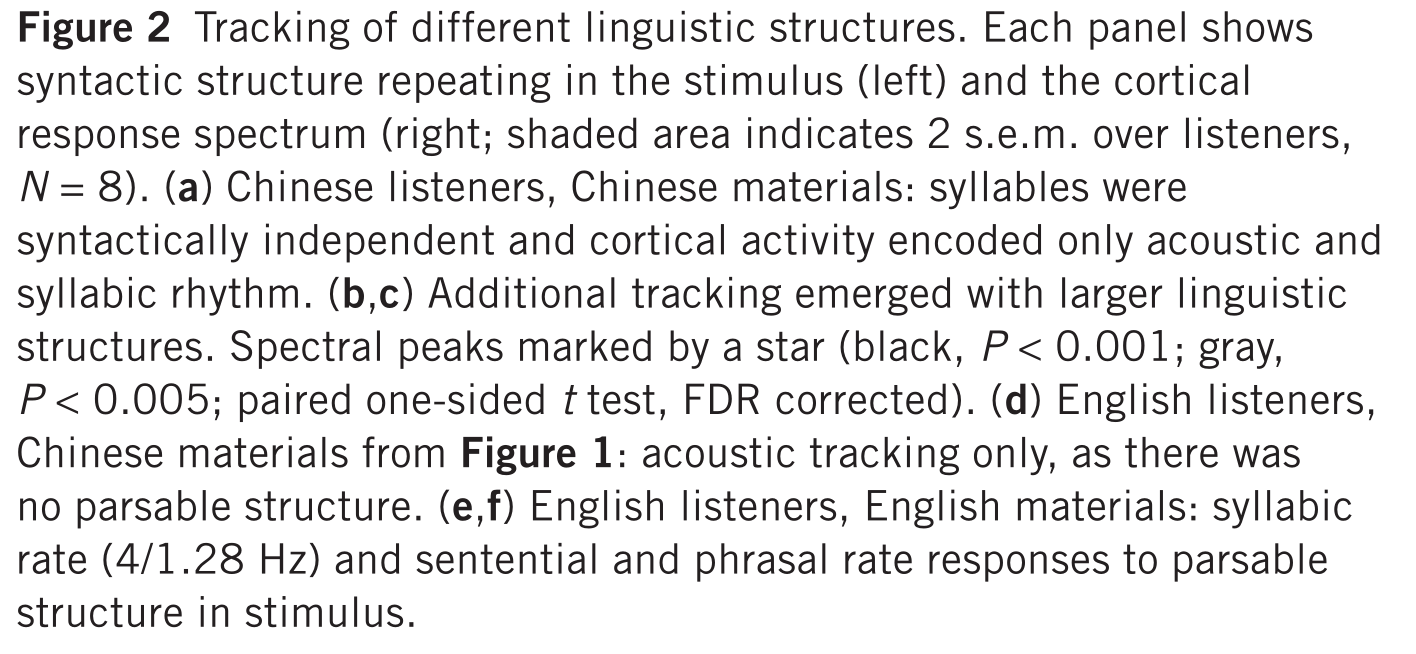 Figure 2 Tracking of different linguistic structures. Each panel shows
syntactic structure repeating in the stimulus (left) and the cortical
response spectrum (right; shaded area indicates 2 s.e.m. over listeners,
N = 8). (a) Chinese listeners, Chinese materials: syllables were
syntactically independent and cortical activity encoded only acoustic and
syllabic rhythm. (b,c) Additional tracking emerged with larger linguistic
structures. Spectral peaks marked by a star (black, P < 0.001; gray,
P < 0.005; paired one-sided t test, FDR corrected). (d) English listeners,
Chinese materials from Figure 1: acoustic tracking only, as there was
no parsable structure. (e,f) English listeners, English materials: syllabic
rate (4/1.28 Hz) and sentential and phrasal rate responses to parsable
structure in stimulus.